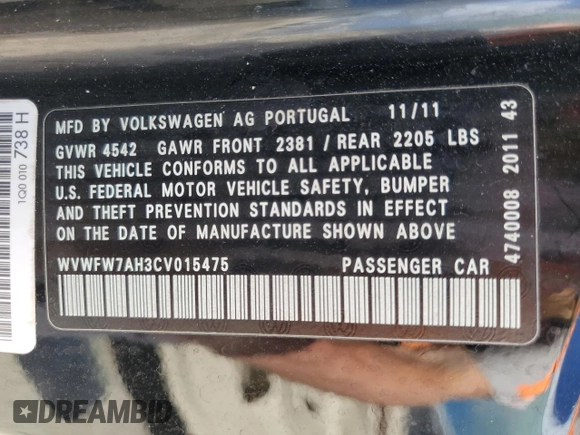 MFD BY VOLKSWAGEN AG PORTUGAL 11/11
GVWR 4542 GAWR FRONT 2381 / REAR 2205 LBS
THIS VEHICLE CONFORMS TO ALL APPLICABLE
U.S. FEDERAL MOTOR VEHICLE SAFETY, BUMPER
AND THEFT PREVENTION STANDARDS IN EFFECT
ON THE DATE OF MANUFACTURE SHOWN ABOVE
WVWFW7AH3CV015475 PASSENGER CAR
4740008 2011 43
1Q0 010 738 H
DREAMBID